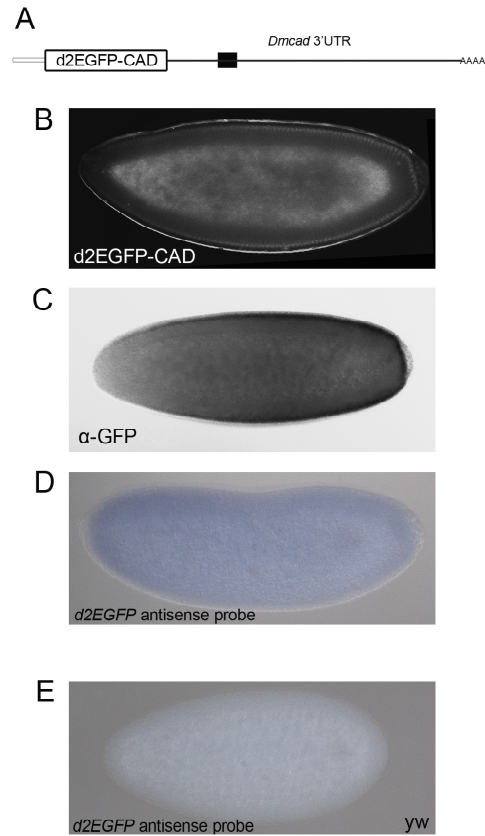 A
Dmcad 3'UTR
d2EGFP-CAD
AAAA
B
d2EGFP-CAD
C
α-GFP
D
d2EGFP antisense probe
E
d2EGFP antisense probe
yw